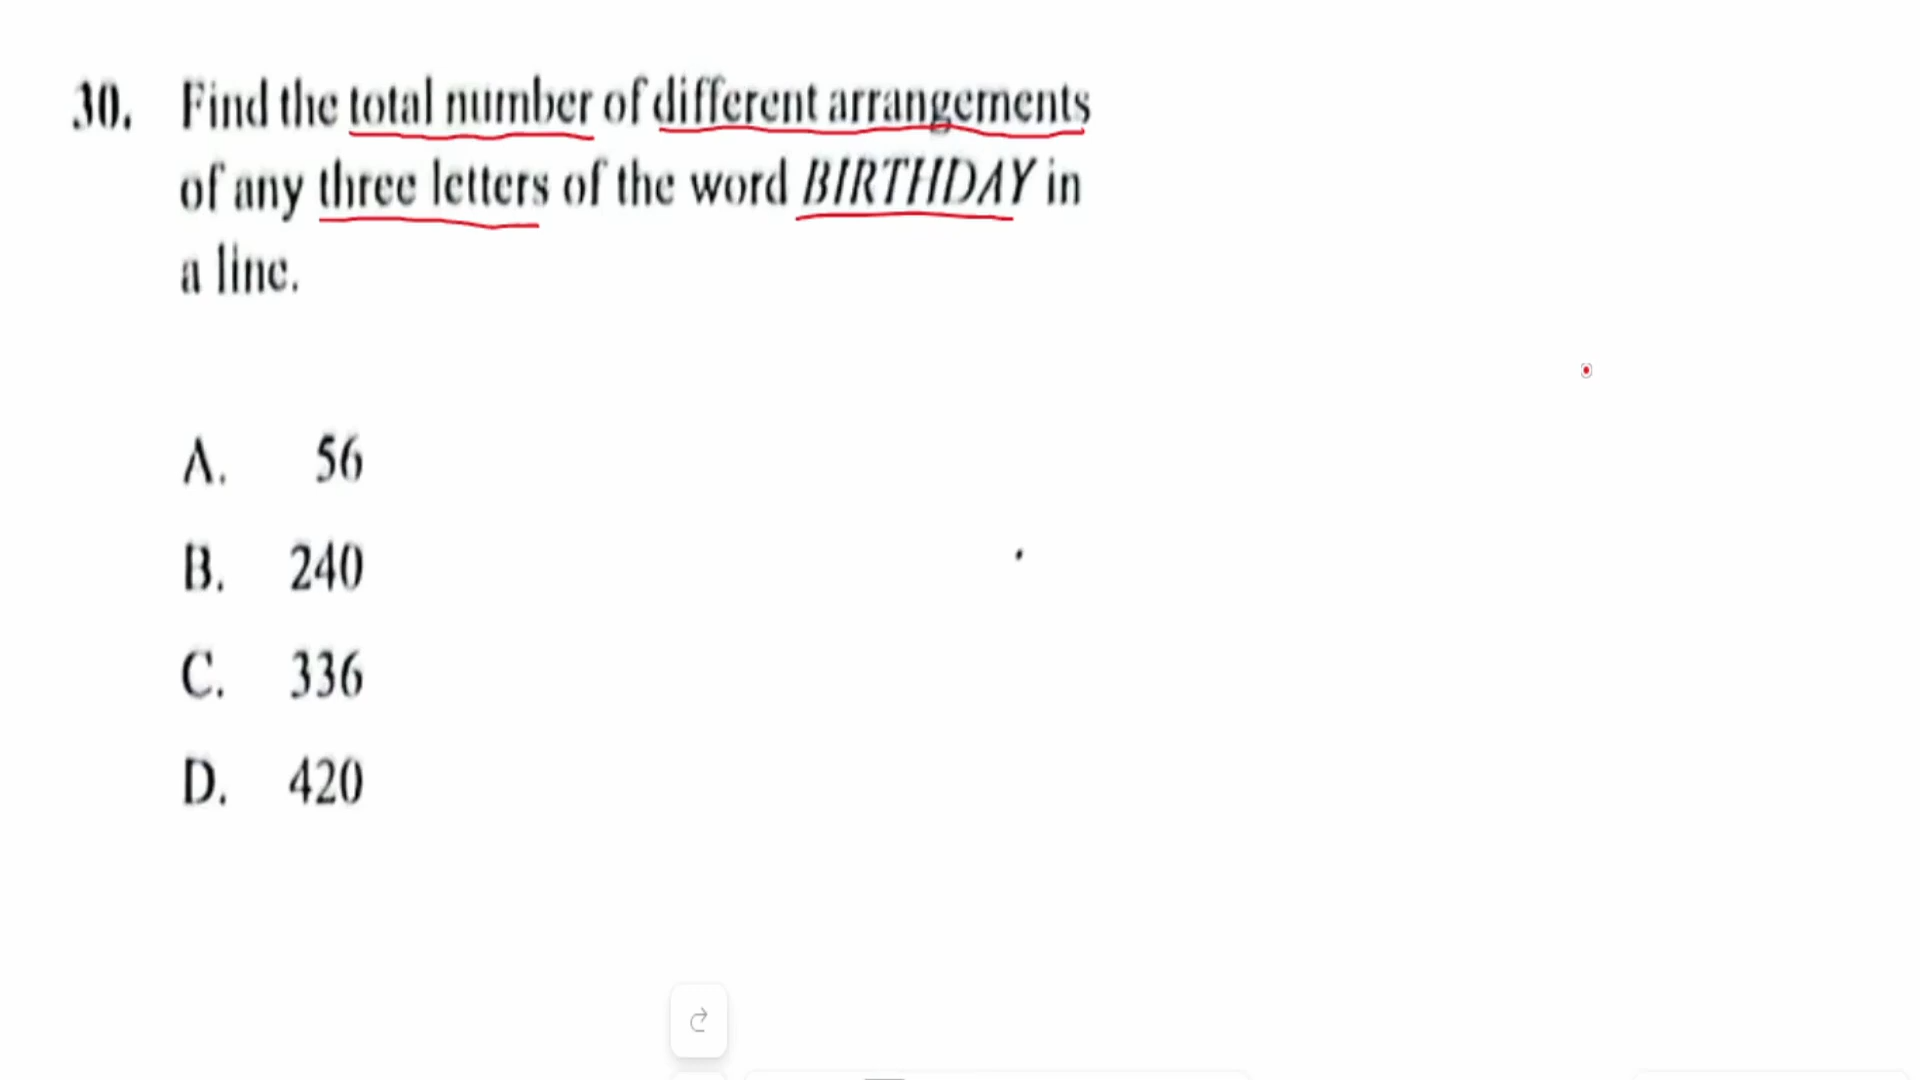 30. Find the total number of different arrangements
of any three letters of the word BIRTHDAY in
a line.
A. 56
B. 240
C. 336
D. 420